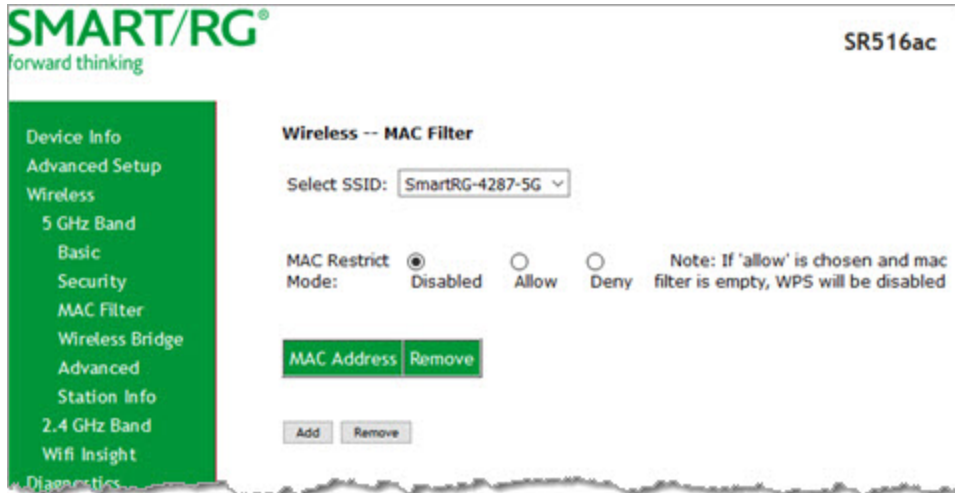 SMART/RG®
forward thinking
SR516ac
Device Info
Advanced Setup
Wireless
5 GHz Band
Basic
Security
MAC Filter
Wireless Bridge
Advanced
Station Info
2.4 GHz Band
Wifi Insight
Diagnostics
Wireless -- MAC Filter
Select SSID: SmartRG-4287-5G
MAC Restrict Mode: Disabled Allow Deny
Note: If 'allow' is chosen and mac
filter is empty, WPS will be disabled
MAC Address Remove
Add Remove